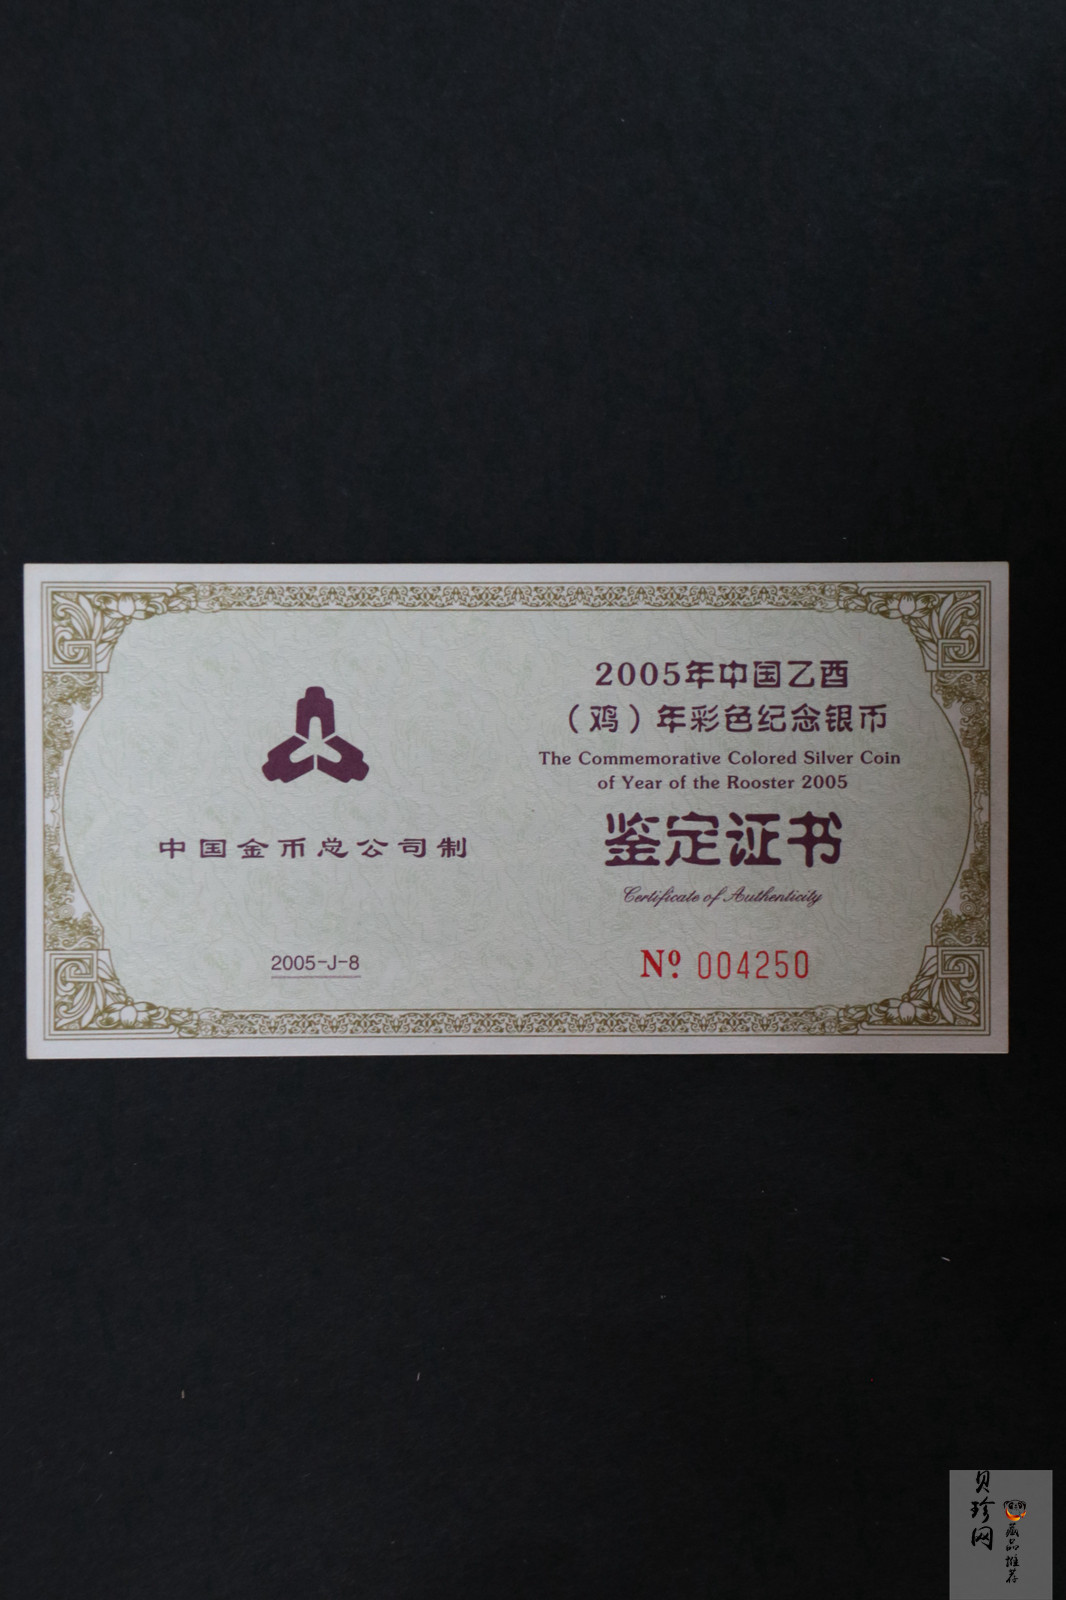 中国金币总公司制
2005-J-8
2005年中国乙酉
（鸡）年彩色纪念银币
The Commemorative Colored Silver Coin
of Year of the Rooster 2005
鉴定证书
Certificate of Authenticity
Nº 004250
贝珍网
藏品推荐